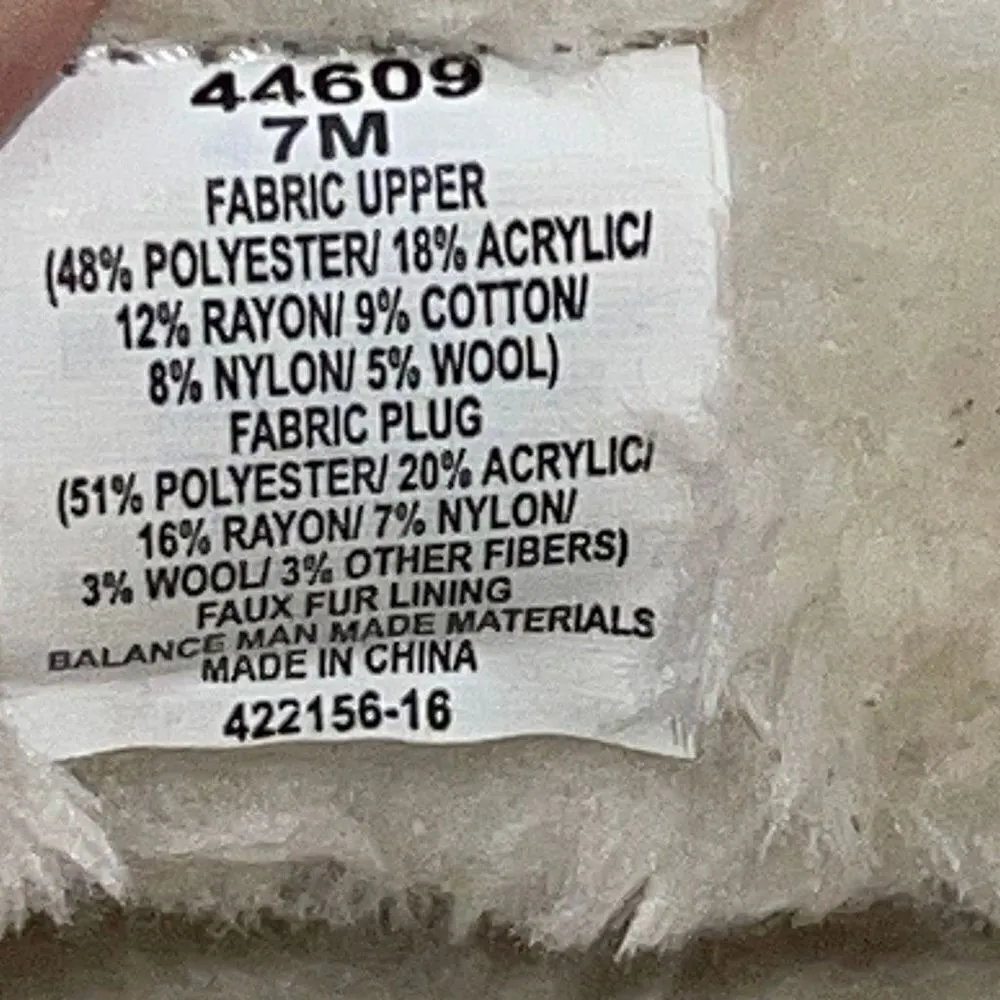 44609
7M
FABRIC UPPER
(48% POLYESTER/ 18% ACRYLIC/
12% RAYON/ 9% COTTON/
8% NYLON/ 5% WOOL)
FABRIC PLUG
(51% POLYESTER/ 20% ACRYLIC/
16% RAYON/ 7% NYLON/
3% WOOL/ 3% OTHER FIBERS)
FAUX FUR LINING
BALANCE MAN MADE MATERIALS
MADE IN CHINA
422156-16